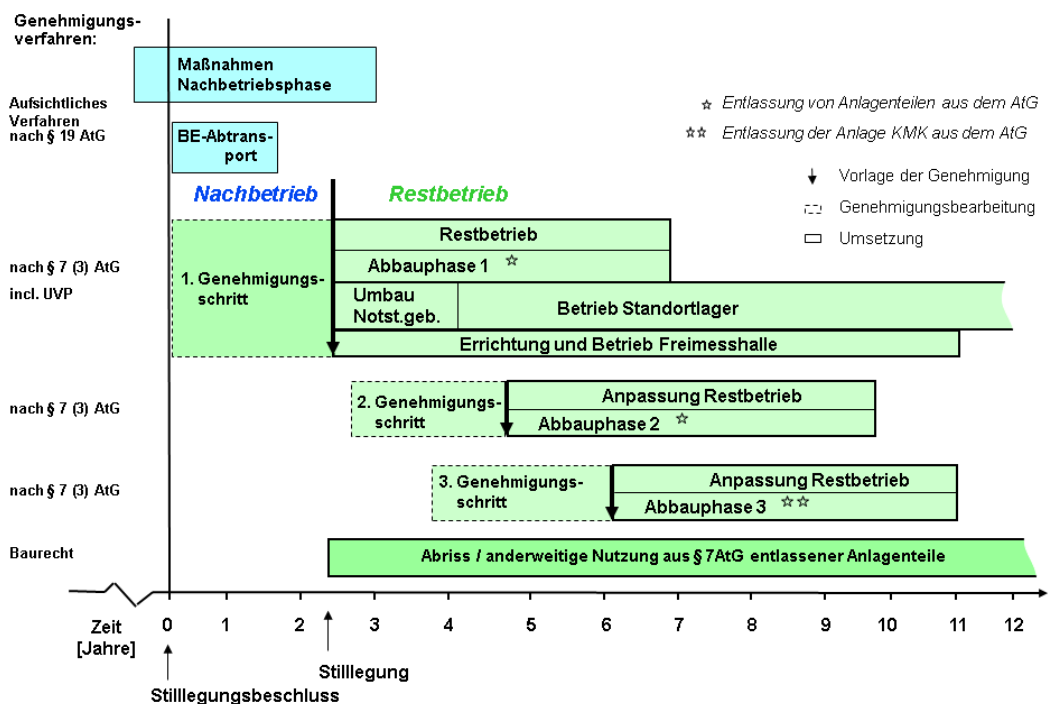 Genehmigungs-
verfahren:
Maßnahmen
Nachbetriebsphase
Aufsichtliches
Verfahren
nach § 19 AtG
BE-Abtrans-
port
☆ Entlassung von Anlagenteilen aus dem AtG
☆☆ Entlassung der Anlage KMK aus dem AtG
Vorlage der Genehmigung
Genehmigungsbearbeitung
Umsetzung
Nachbetrieb
Restbetrieb
nach § 7 (3) AtG
incl. UVP
1. Genehmigungs-
schritt
Restbetrieb
Abbauphase 1 ☆
Umbau
Notst.geb.
Betrieb Standortlager
Errichtung und Betrieb Freimesshalle
nach § 7 (3) AtG
2. Genehmigungs-
schritt
Anpassung Restbetrieb
Abbauphase 2 ☆
nach § 7 (3) AtG
3. Genehmigungs-
schritt
Anpassung Restbetrieb
Abbauphase 3 ☆☆
Baurecht
Abriss / anderweitige Nutzung aus § 7AtG entlassener Anlagenteile
Zeit
[Jahre]
0 1 2 3 4 5 6 7 8 9 10 11 12
Stilllegung
Stilllegungsbeschluss